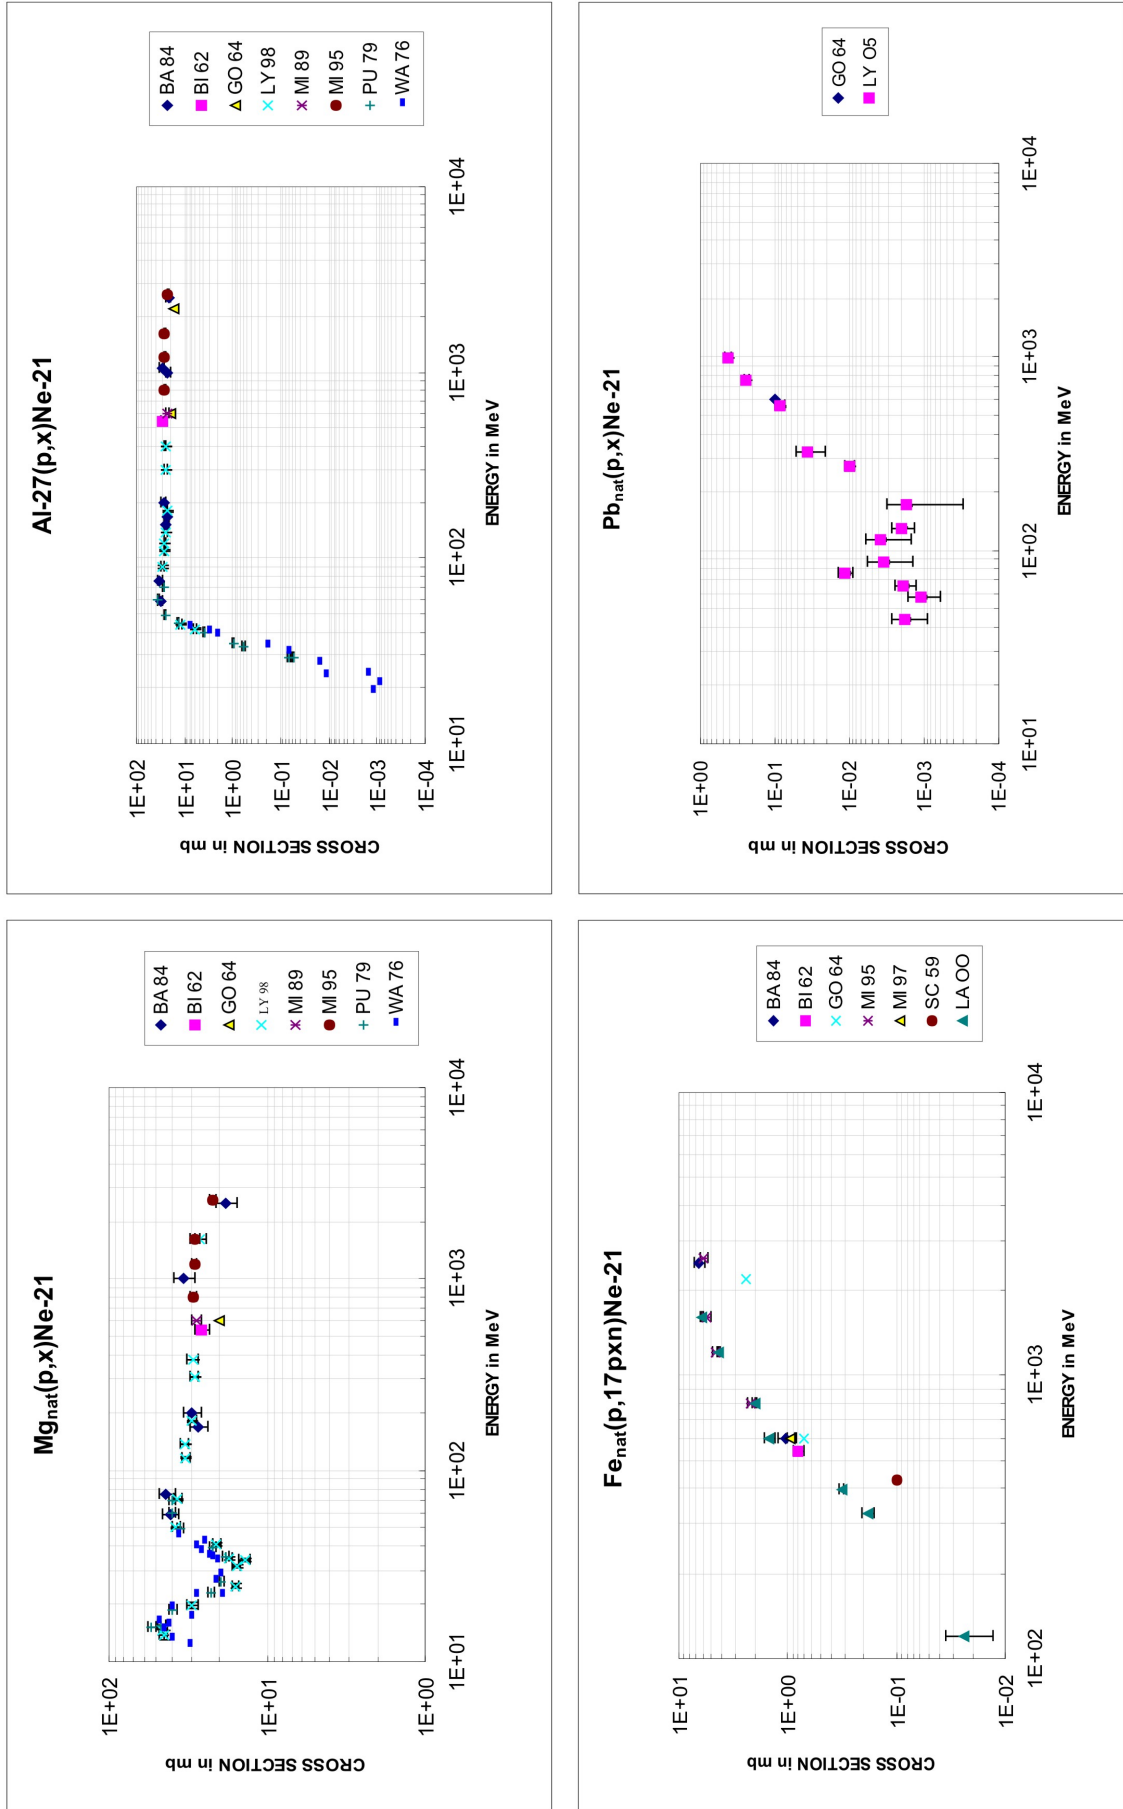 Mgnat(p,x)Ne-21
CROSS SECTION in mb
1E+02
1E+01
1E+00
1E+01
1E+02
1E+03
1E+04
ENERGY in MeV
BA 84
BI 62
GO 64
LY 98
MI 89
MI 95
PU 79
WA 76
Al-27(p,x)Ne-21
CROSS SECTION in mb
1E+02
1E+01
1E+00
1E-01
1E-02
1E-03
1E-04
1E+01
1E+02
1E+03
1E+04
ENERGY in MeV
BA 84
BI 62
GO 64
LY 98
MI 89
MI 95
PU 79
WA 76
Fenat(p,17pxn)Ne-21
CROSS SECTION in mb
1E+01
1E+00
1E-01
1E-02
1E+02
1E+03
1E+04
ENERGY in MeV
BA 84
BI 62
GO 64
MI 95
MI 97
SC 59
LA OO
Pbnat(p,x)Ne-21
CROSS SECTION in mb
1E+00
1E-01
1E-02
1E-03
1E-04
1E+01
1E+02
1E+03
1E+04
ENERGY in MeV
GO 64
LY O5